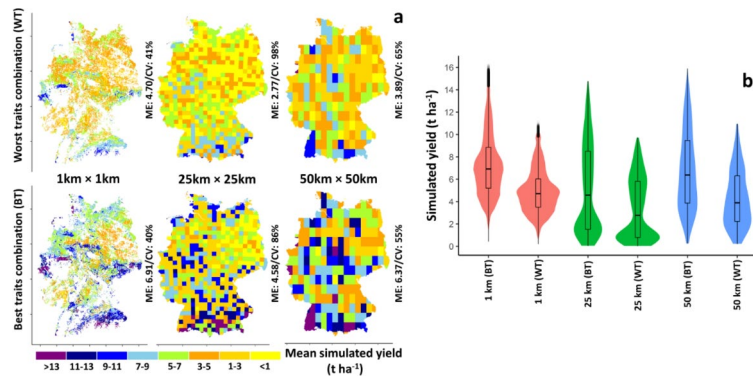 a
Worst traits combination (WT)
ME: 4.70/CV: 41%
ME: 2.77/CV: 98%
ME: 3.89/CV: 65%
1km × 1km
25km × 25km
50km × 50km
Best traits combination (BT)
ME: 6.91/CV: 40%
ME: 4.58/CV: 86%
ME: 6.37/CV: 55%
>13 11-13 9-11 7-9 5-7 3-5 1-3 <1
Mean simulated yield
(t ha⁻¹)
b
Simulated yield (t ha⁻¹)
16
14
12
10
8
6
4
2
0
1 km (BT)
1 km (WT)
25 km (BT)
25 km (WT)
50 km (BT)
50 km (WT)